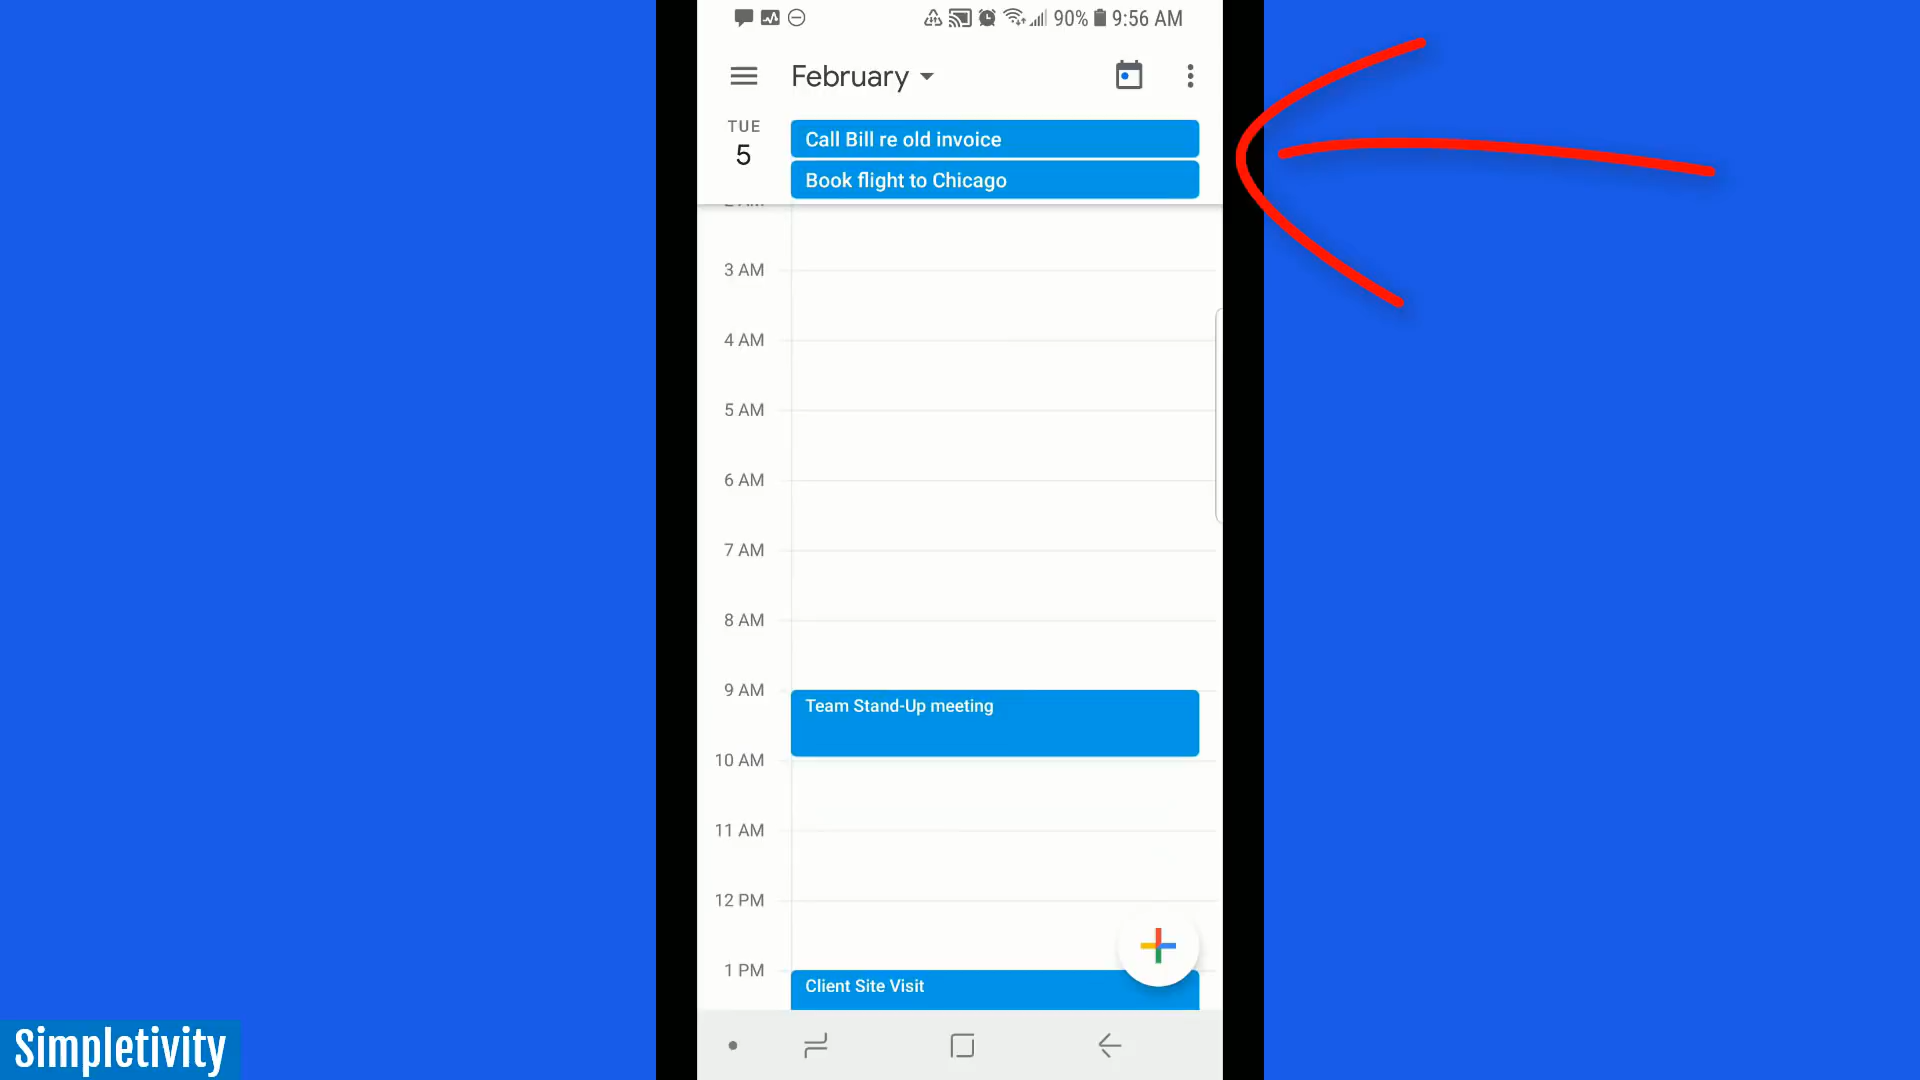 90% 9:56 AM
February
TUE
5
Call Bill re old invoice
Book flight to Chicago
2 AM
3 AM
4 AM
5 AM
6 AM
7 AM
8 AM
9 AM
Team Stand-Up meeting
10 AM
11 AM
12 PM
1 PM
Client Site Visit
Simpletivity